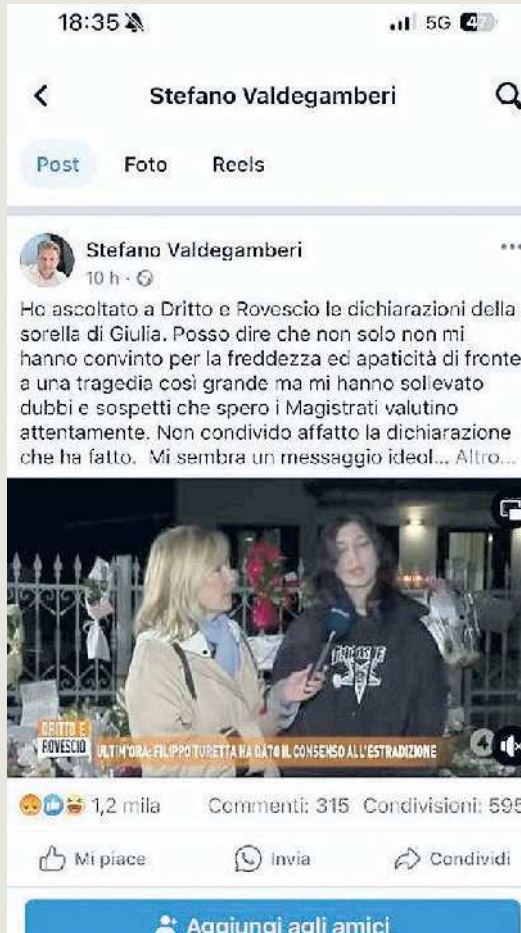 18:35
5G 47
Stefano Valdegamberi
Post Foto Reels
Stefano Valdegamberi
10 h ·
Ho ascoltato a Dritto e Rovescio le dichiarazioni della
sorella di Giulia. Posso dire che non solo non mi
hanno convinto per la freddezza ed apaticità di fronte
a una tragedia così grande ma mi hanno sollevato
dubbi e sospetti che spero i Magistrati valutino
attentamente. Non condivido affatto la dichiarazione
che ha fatto. Mi sembra un messaggio ideol... Altro...
THRASHER
DRITTO E
ROVESCIO
ULTIM'ORA: FILIPPO TURETTA HA DATO IL CONSENSO ALL'ESTRADIZIONE
4
1,2 mila Commenti: 315 Condivisioni: 595
Mi piace Invia Condividi
Aggiungi agli amici